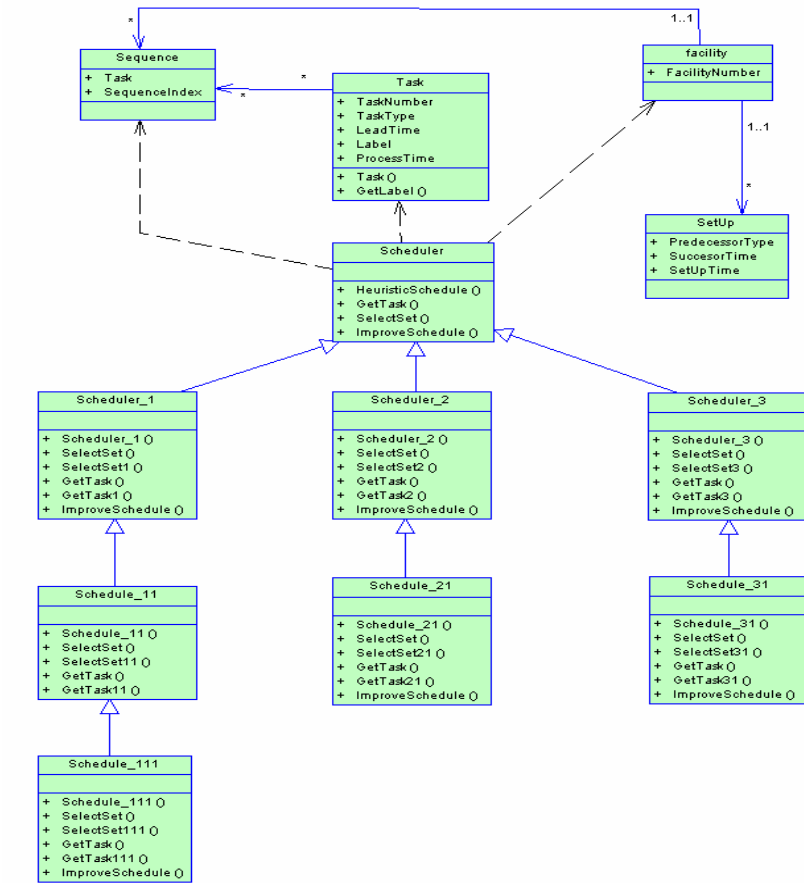 *
1..1
Sequence
+ Task
+ SequenceIndex
*
*
Task
+ TaskNumber
+ TaskType
+ LeadTime
+ Label
+ ProcessTime
+ Task ()
+ GetLabel ()
facility
+ FacilityNumber
1..1
*
SetUp
+ PredecessorType
+ SuccesorTime
+ SetUpTime
Scheduler
+ HeuristicSchedule ()
+ GetTask ()
+ SelectSet ()
+ ImproveSchedule ()
Scheduler_1
+ Scheduler_1 ()
+ SelectSet ()
+ SelectSet1 ()
+ GetTask ()
+ GetTask1 ()
+ ImproveSchedule ()
Scheduler_2
+ Scheduler_2 ()
+ SelectSet ()
+ SelectSet2 ()
+ GetTask ()
+ GetTask2 ()
+ ImproveSchedule ()
Scheduler_3
+ Scheduler_3 ()
+ SelectSet ()
+ SelectSet3 ()
+ GetTask ()
+ GetTask3 ()
+ ImproveSchedule ()
Schedule_11
+ Schedule_11 ()
+ SelectSet ()
+ SelectSet11 ()
+ GetTask ()
+ GetTask11 ()
Schedule_21
+ Schedule_21 ()
+ SelectSet ()
+ SelectSet21 ()
+ GetTask ()
+ GetTask21 ()
+ ImproveSchedule ()
Schedule_31
+ Schedule_31 ()
+ SelectSet ()
+ SelectSet31 ()
+ GetTask ()
+ GetTask31 ()
+ ImproveSchedule ()
Schedule_111
+ Schedule_111 ()
+ SelectSet ()
+ SelectSet111 ()
+ GetTask ()
+ GetTask111 ()
+ ImproveSchedule ()